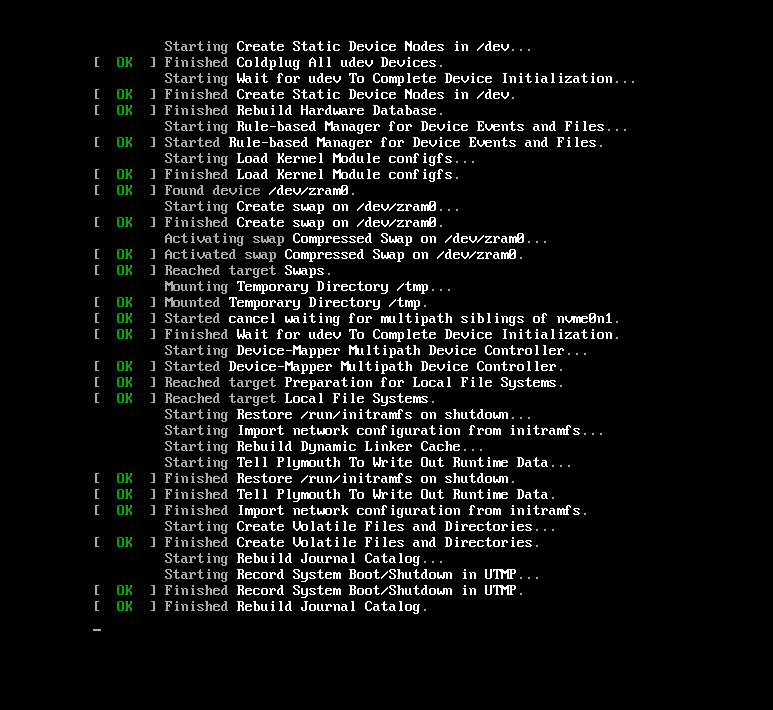 Starting Create Static Device Nodes in /dev...
[  OK  ] Finished Coldplug All udev Devices.
Starting Wait for udev To Complete Device Initialization...
[  OK  ] Finished Create Static Device Nodes in /dev.
[  OK  ] Finished Rebuild Hardware Database.
Starting Rule-based Manager for Device Events and Files...
[  OK  ] Started Rule-based Manager for Device Events and Files.
Starting Load Kernel Module configfs...
[  OK  ] Finished Load Kernel Module configfs.
[  OK  ] Found device /dev/zram0.
Starting Create swap on /dev/zram0...
[  OK  ] Finished Create swap on /dev/zram0.
Activating swap Compressed Swap on /dev/zram0...
[  OK  ] Activated swap Compressed Swap on /dev/zram0.
[  OK  ] Reached target Swaps.
Mounting Temporary Directory /tmp...
[  OK  ] Mounted Temporary Directory /tmp.
[  OK  ] Started cancel waiting for multipath siblings of nvme0n1.
[  OK  ] Finished Wait for udev To Complete Device Initialization.
Starting Device-Mapper Multipath Device Controller...
[  OK  ] Started Device-Mapper Multipath Device Controller.
[  OK  ] Reached target Preparation for Local File Systems.
[  OK  ] Reached target Local File Systems.
Starting Restore /run/initramfs on shutdown...
Starting Import network configuration from initramfs...
Starting Rebuild Dynamic Linker Cache...
Starting Tell Plymouth To Write Out Runtime Data...
[  OK  ] Finished Restore /run/initramfs on shutdown.
[  OK  ] Finished Tell Plymouth To Write Out Runtime Data.
[  OK  ] Finished Import network configuration from initramfs.
Starting Create Volatile Files and Directories...
[  OK  ] Finished Create Volatile Files and Directories.
Starting Rebuild Journal Catalog...
Starting Record System Boot/Shutdown in UTMP...
[  OK  ] Finished Record System Boot/Shutdown in UTMP.
[  OK  ] Finished Rebuild Journal Catalog.